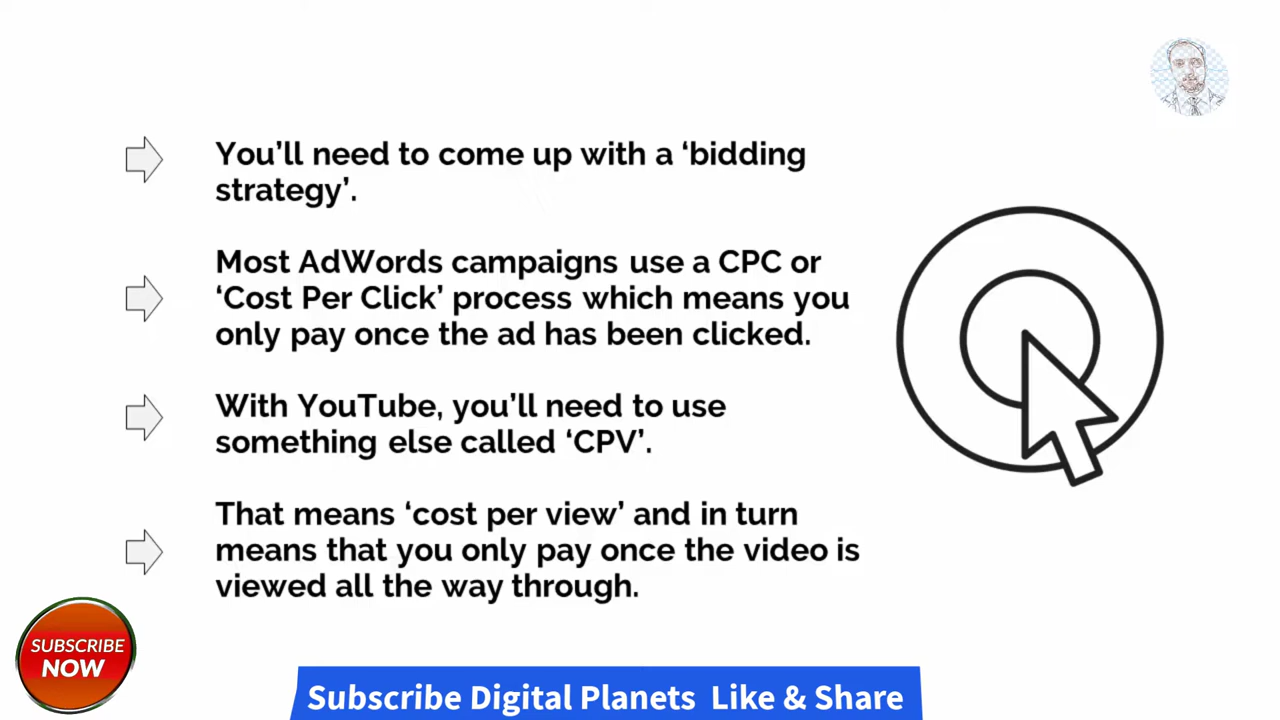 You’ll need to come up with a ‘bidding
strategy’.
Most AdWords campaigns use a CPC or
‘Cost Per Click’ process which means you
only pay once the ad has been clicked.
With YouTube, you’ll need to use
something else called ‘CPV’.
That means ‘cost per view’ and in turn
means that you only pay once the video is
viewed all the way through.
SUBSCRIBE
NOW
Subscribe Digital Planets Like & Share